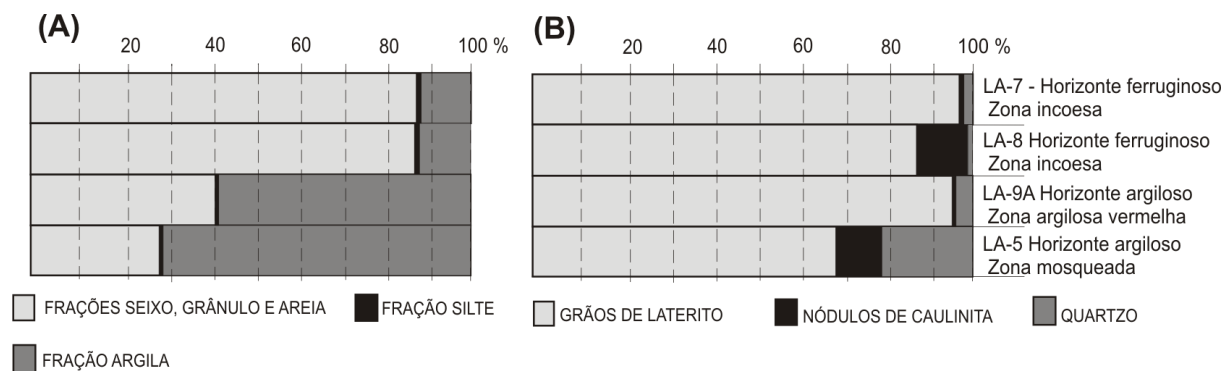 (A)
20 40 60 80 100 %
(B)
20 40 60 80 100 %
LA-7 - Horizonte ferruginoso
Zona incoesa
LA-8 Horizonte ferruginoso
Zona incoesa
LA-9A Horizonte argiloso
Zona argilosa vermelha
LA-5 Horizonte argiloso
Zona mosqueada
FRAÇÕES SEIXO, GRÂNULO E AREIA
FRAÇÃO SILTE
FRAÇÃO ARGILA
GRÃOS DE LATERITO
NÓDULOS DE CAULINITA
QUARTZO